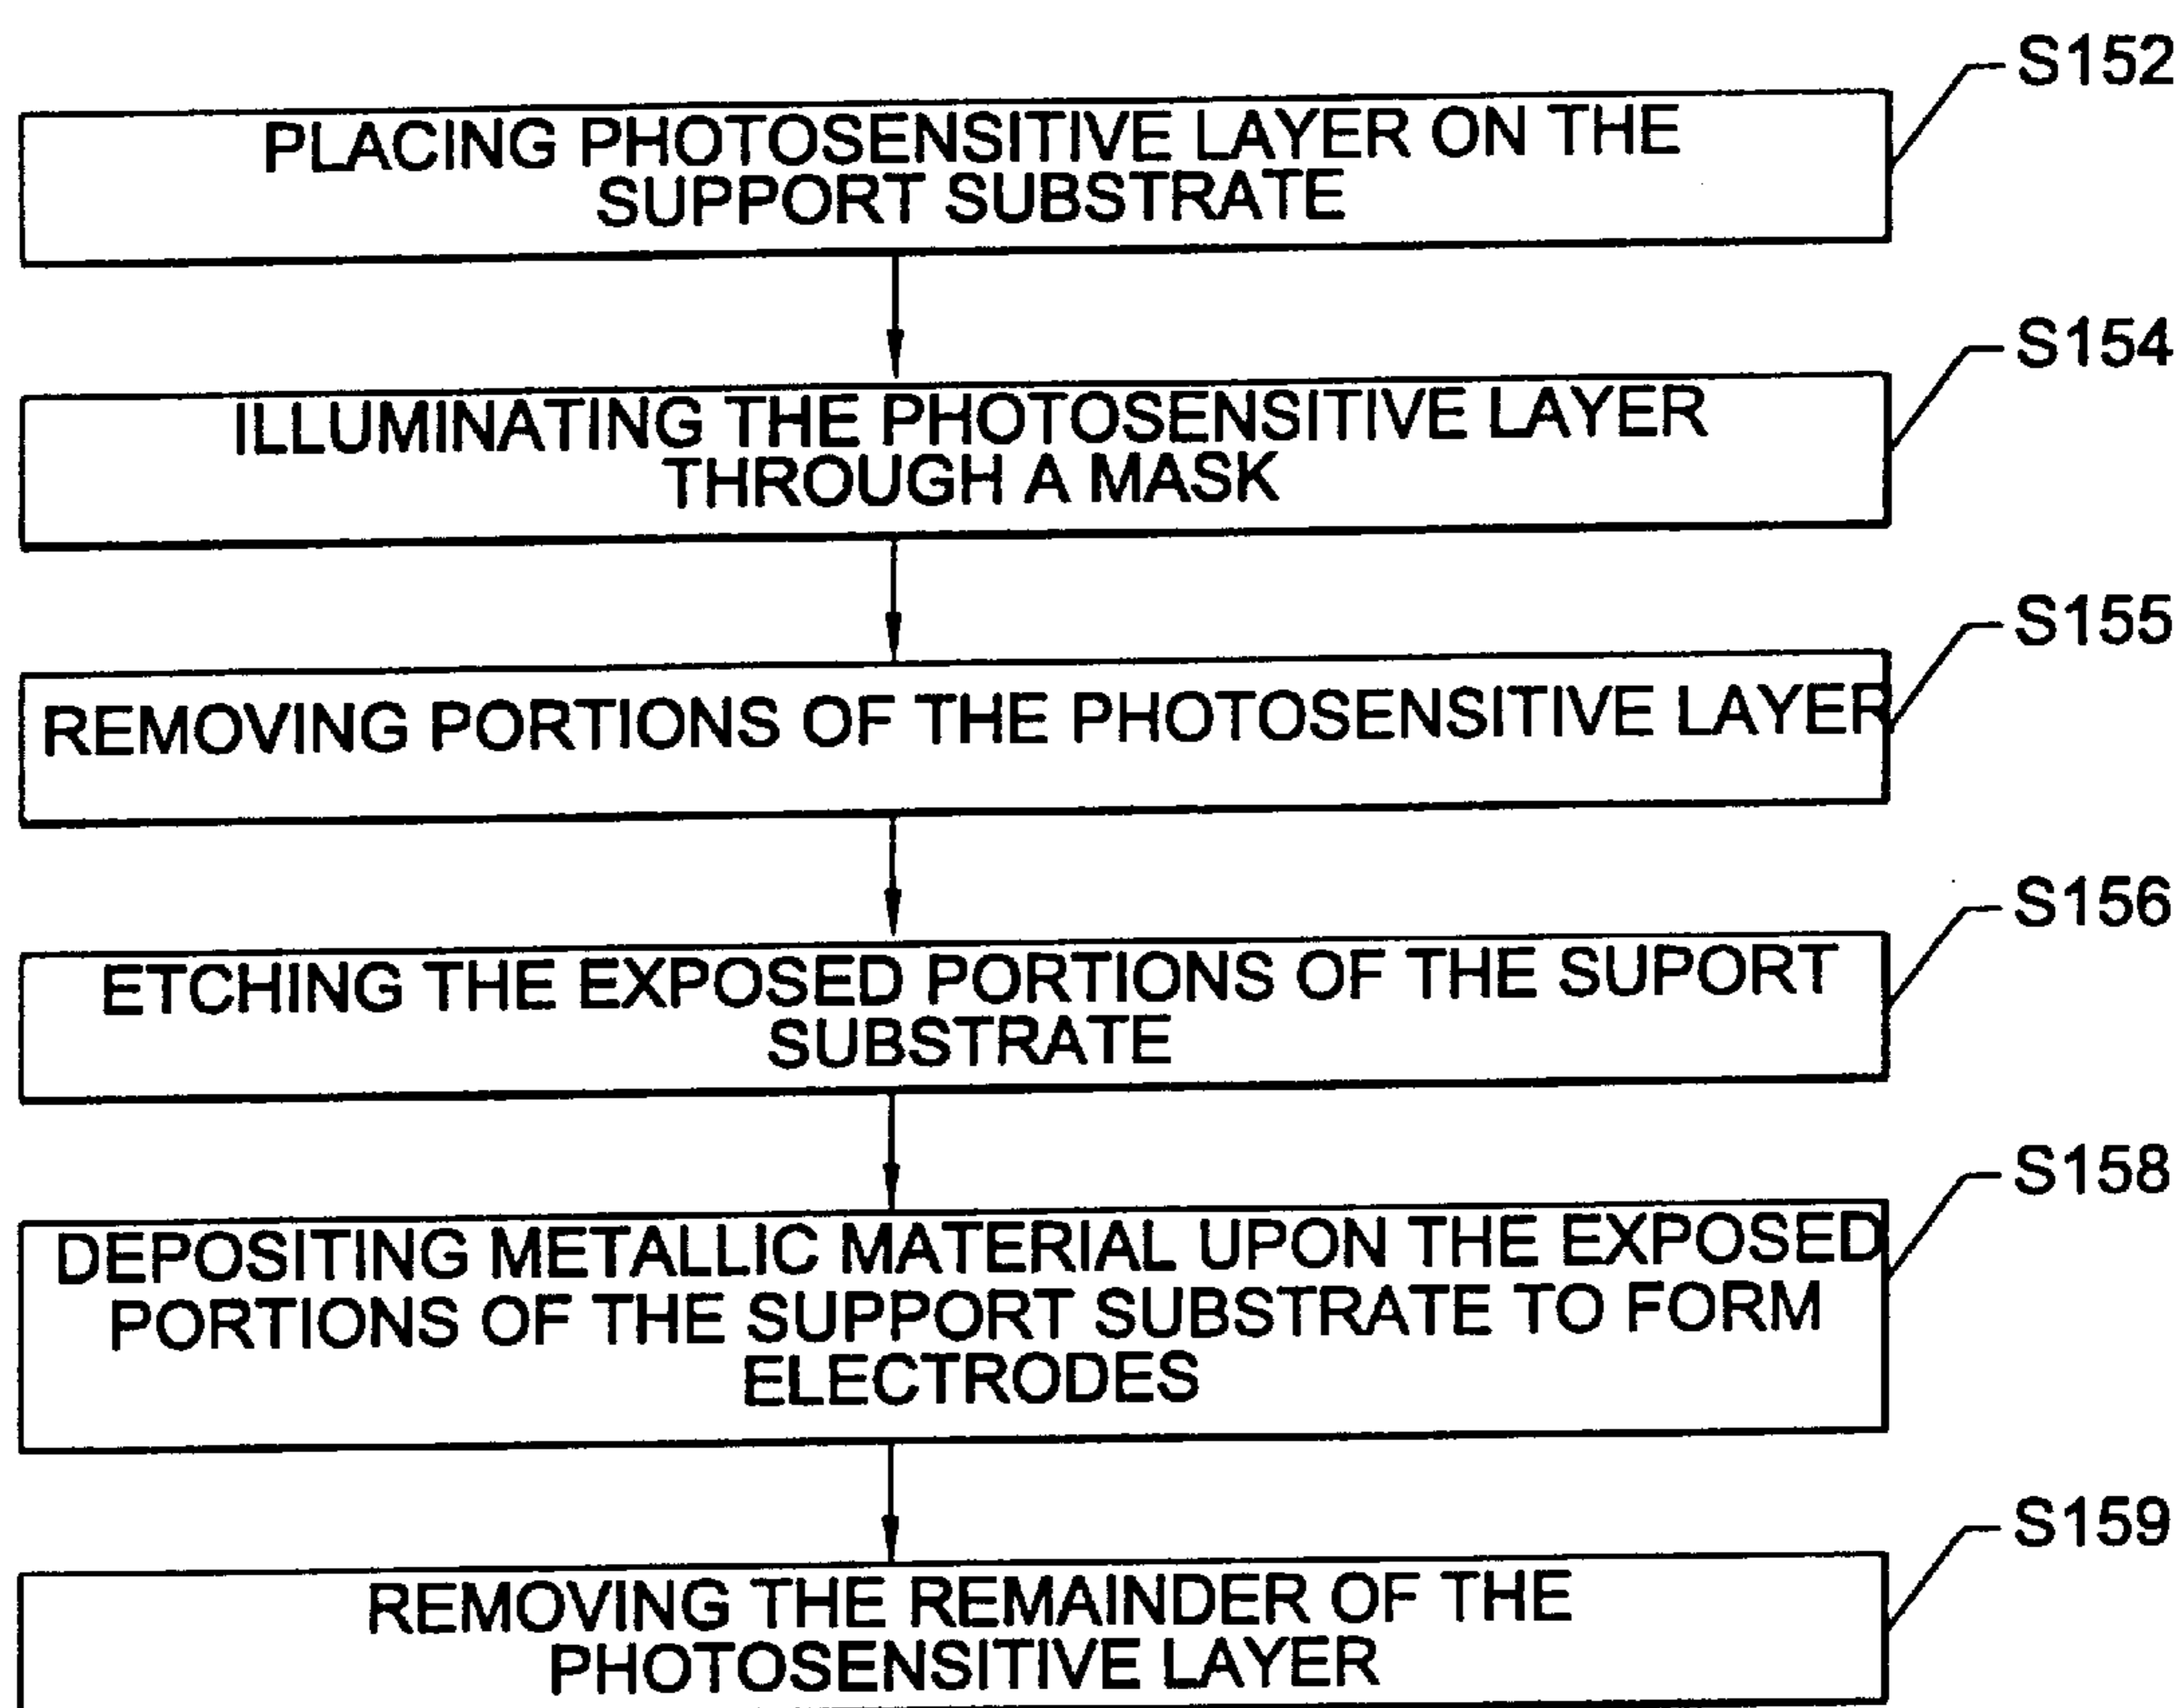 S152
PLACING PHOTOSENSITIVE LAYER ON THE
SUPPORT SUBSTRATE
S154
ILLUMINATING THE PHOTOSENSITIVE LAYER
THROUGH A MASK
S155
REMOVING PORTIONS OF THE PHOTOSENSITIVE LAYER
S156
ETCHING THE EXPOSED PORTIONS OF THE SUPORT
SUBSTRATE
S158
DEPOSITING METALLIC MATERIAL UPON THE EXPOSED
PORTIONS OF THE SUPPORT SUBSTRATE TO FORM
ELECTRODES
S159
REMOVING THE REMAINDER OF THE
PHOTOSENSITIVE LAYER